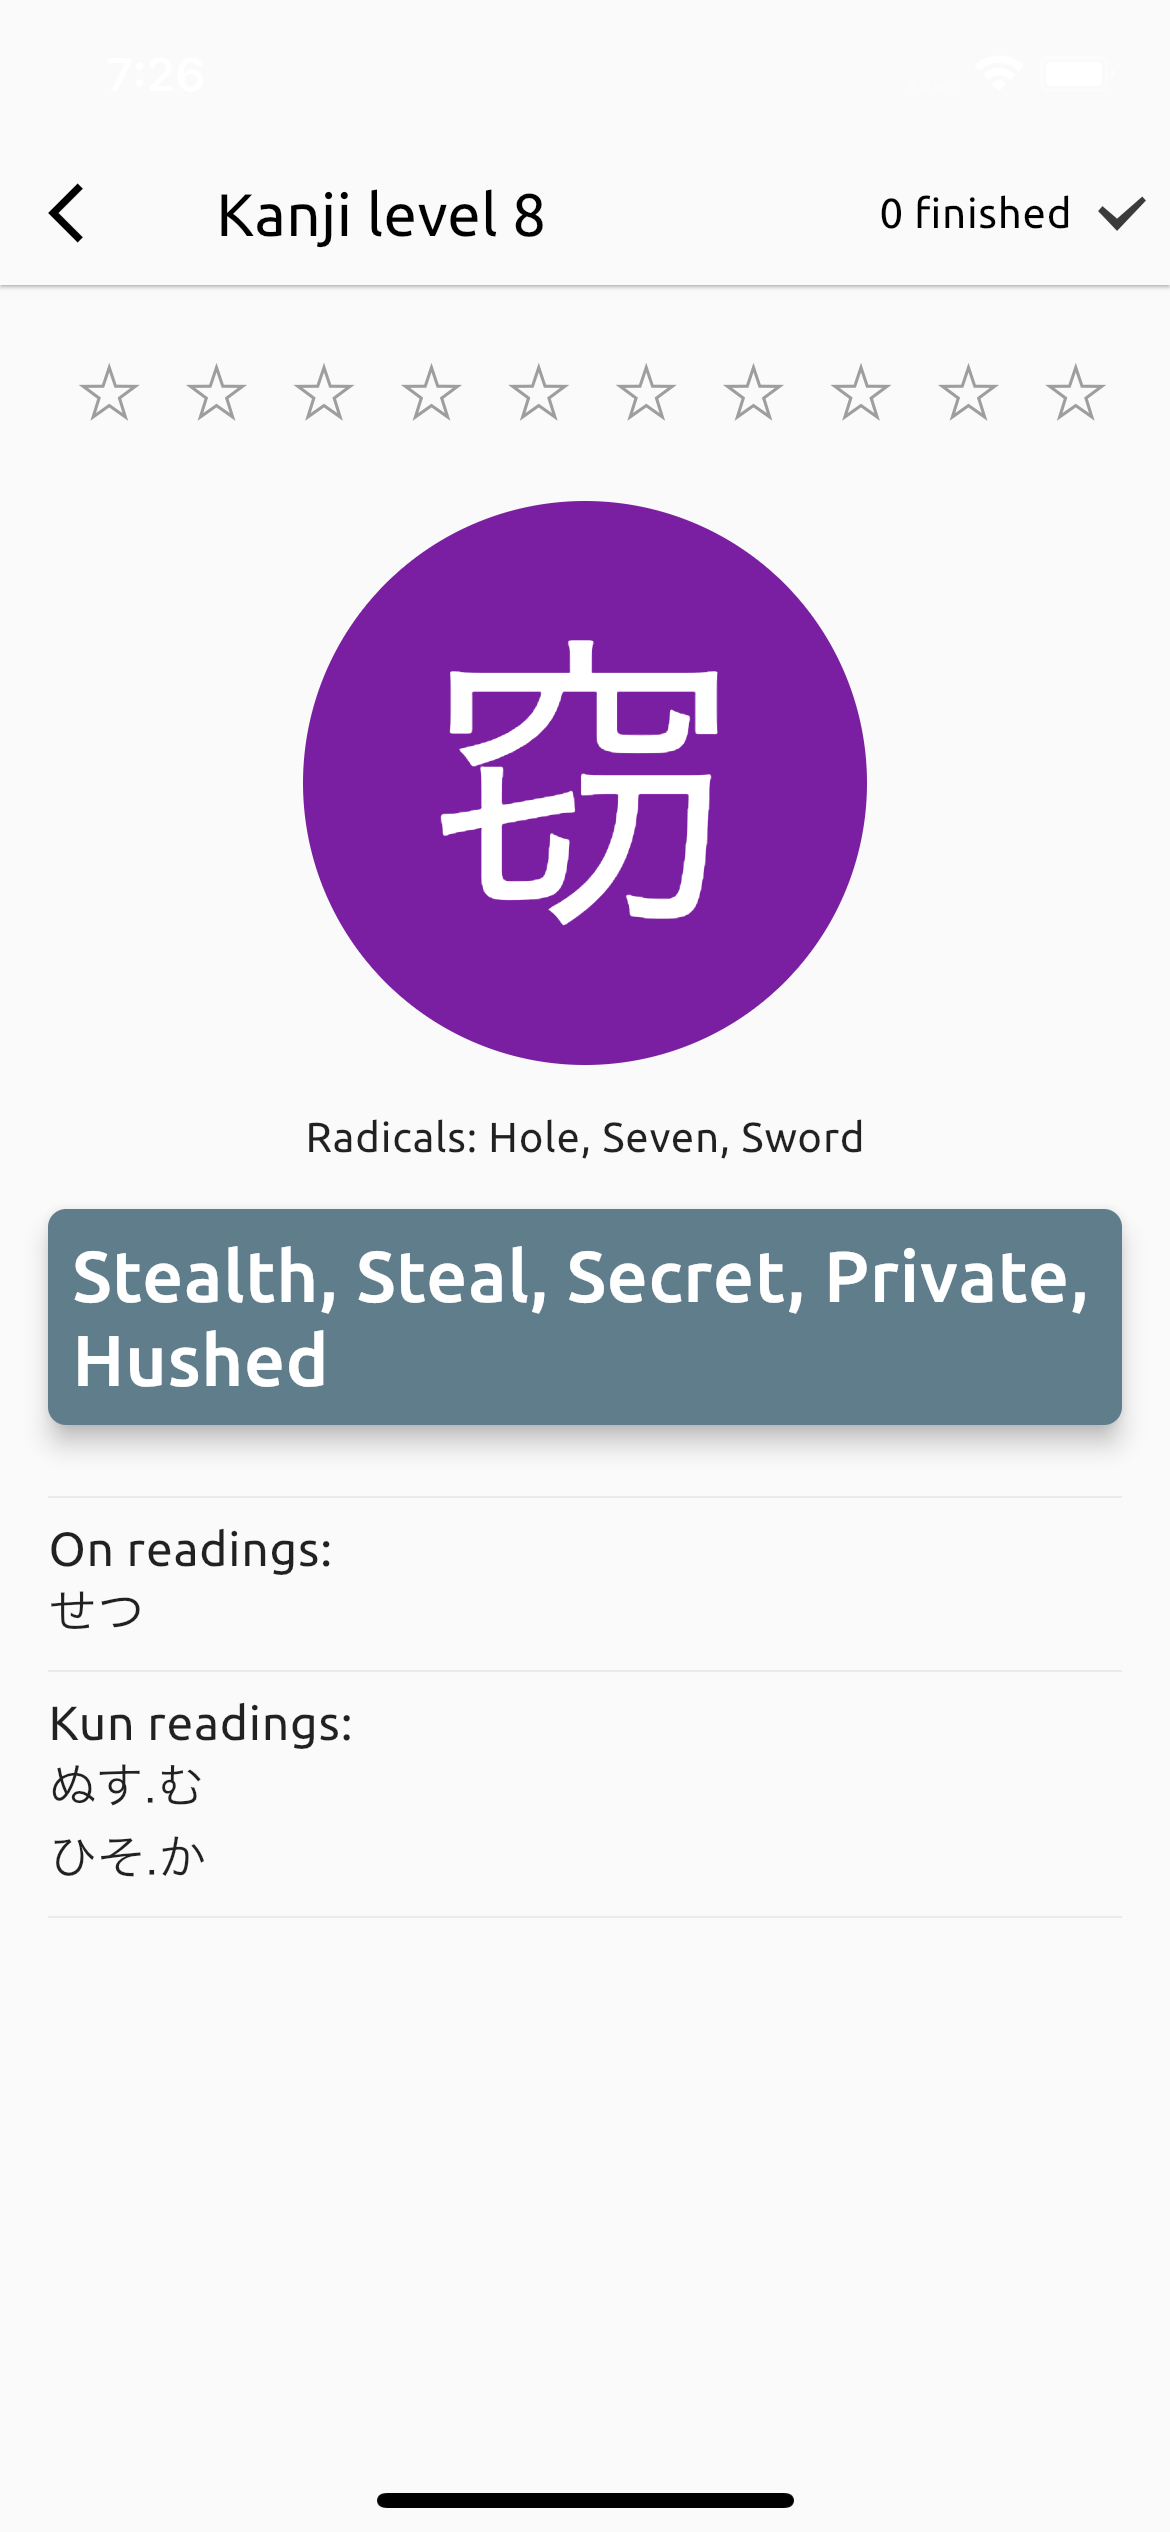 7:26
Kanji level 8
0 finished
窃
Radicals: Hole, Seven, Sword
Stealth, Steal, Secret, Private,
Hushed
On readings:
せつ
Kun readings:
ぬす.む
ひそ.か